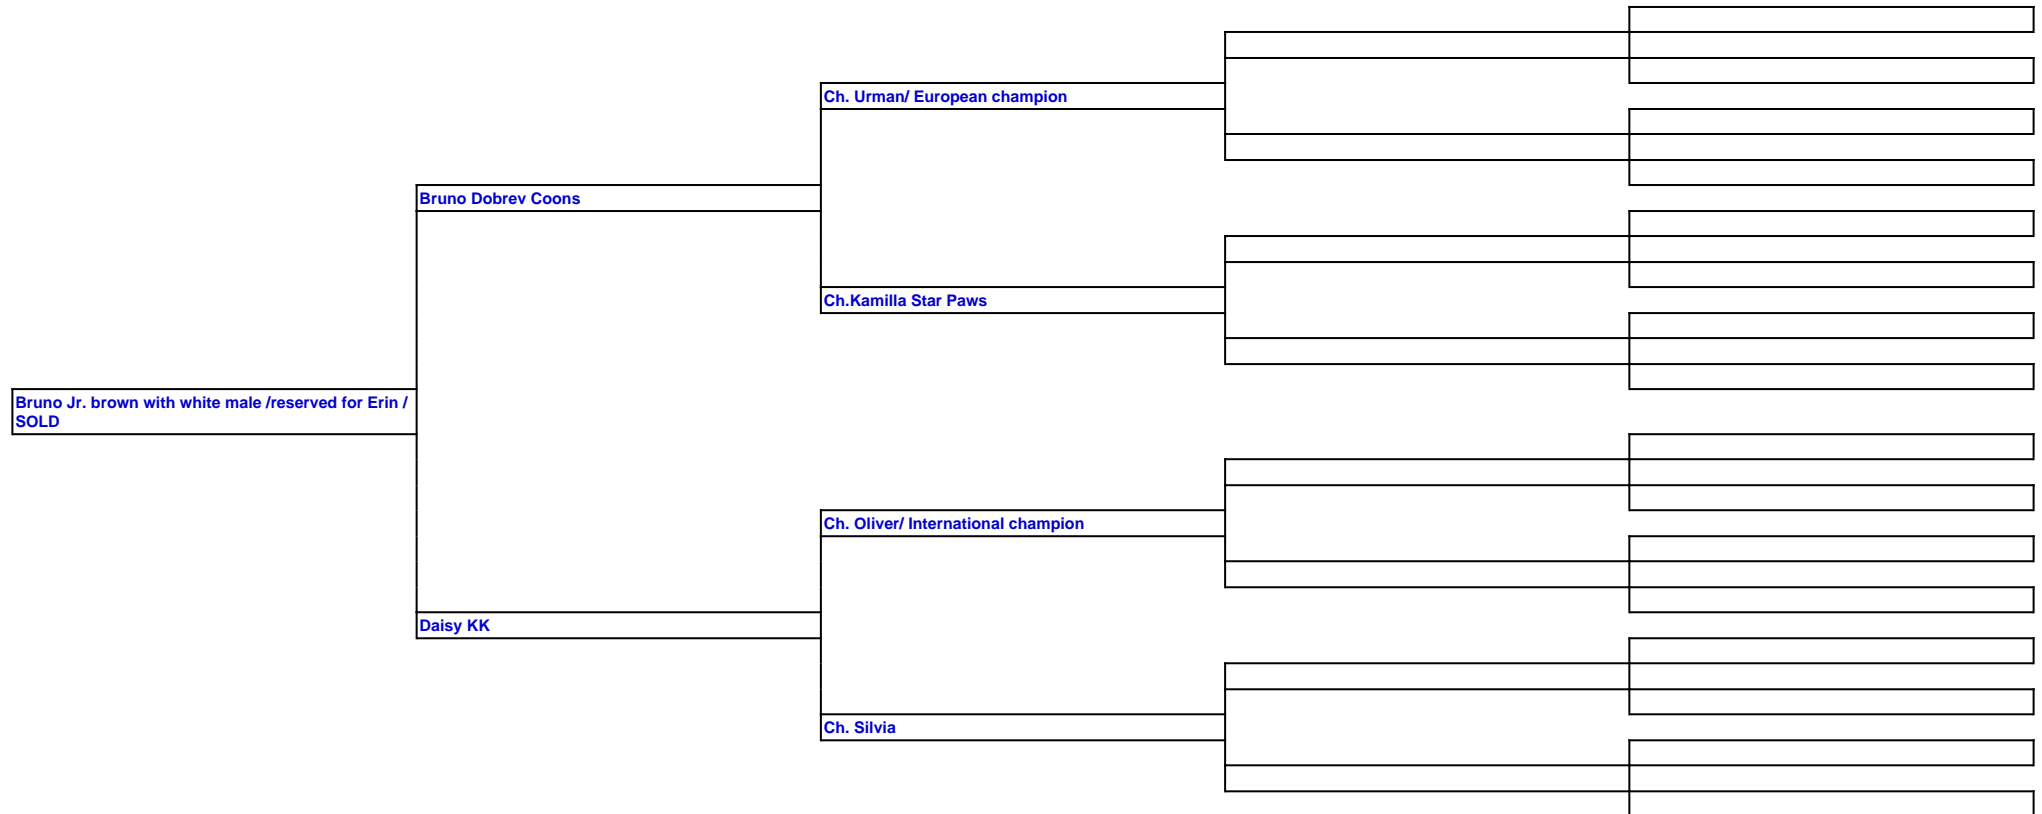 Ch. Urman/ European champion
Bruno Dobrev Coons
Ch.Kamilla Star Paws
Bruno Jr. brown with white male /reserved for Erin /
SOLD
Ch. Oliver/ International champion
Daisy KK
Ch. Silvia